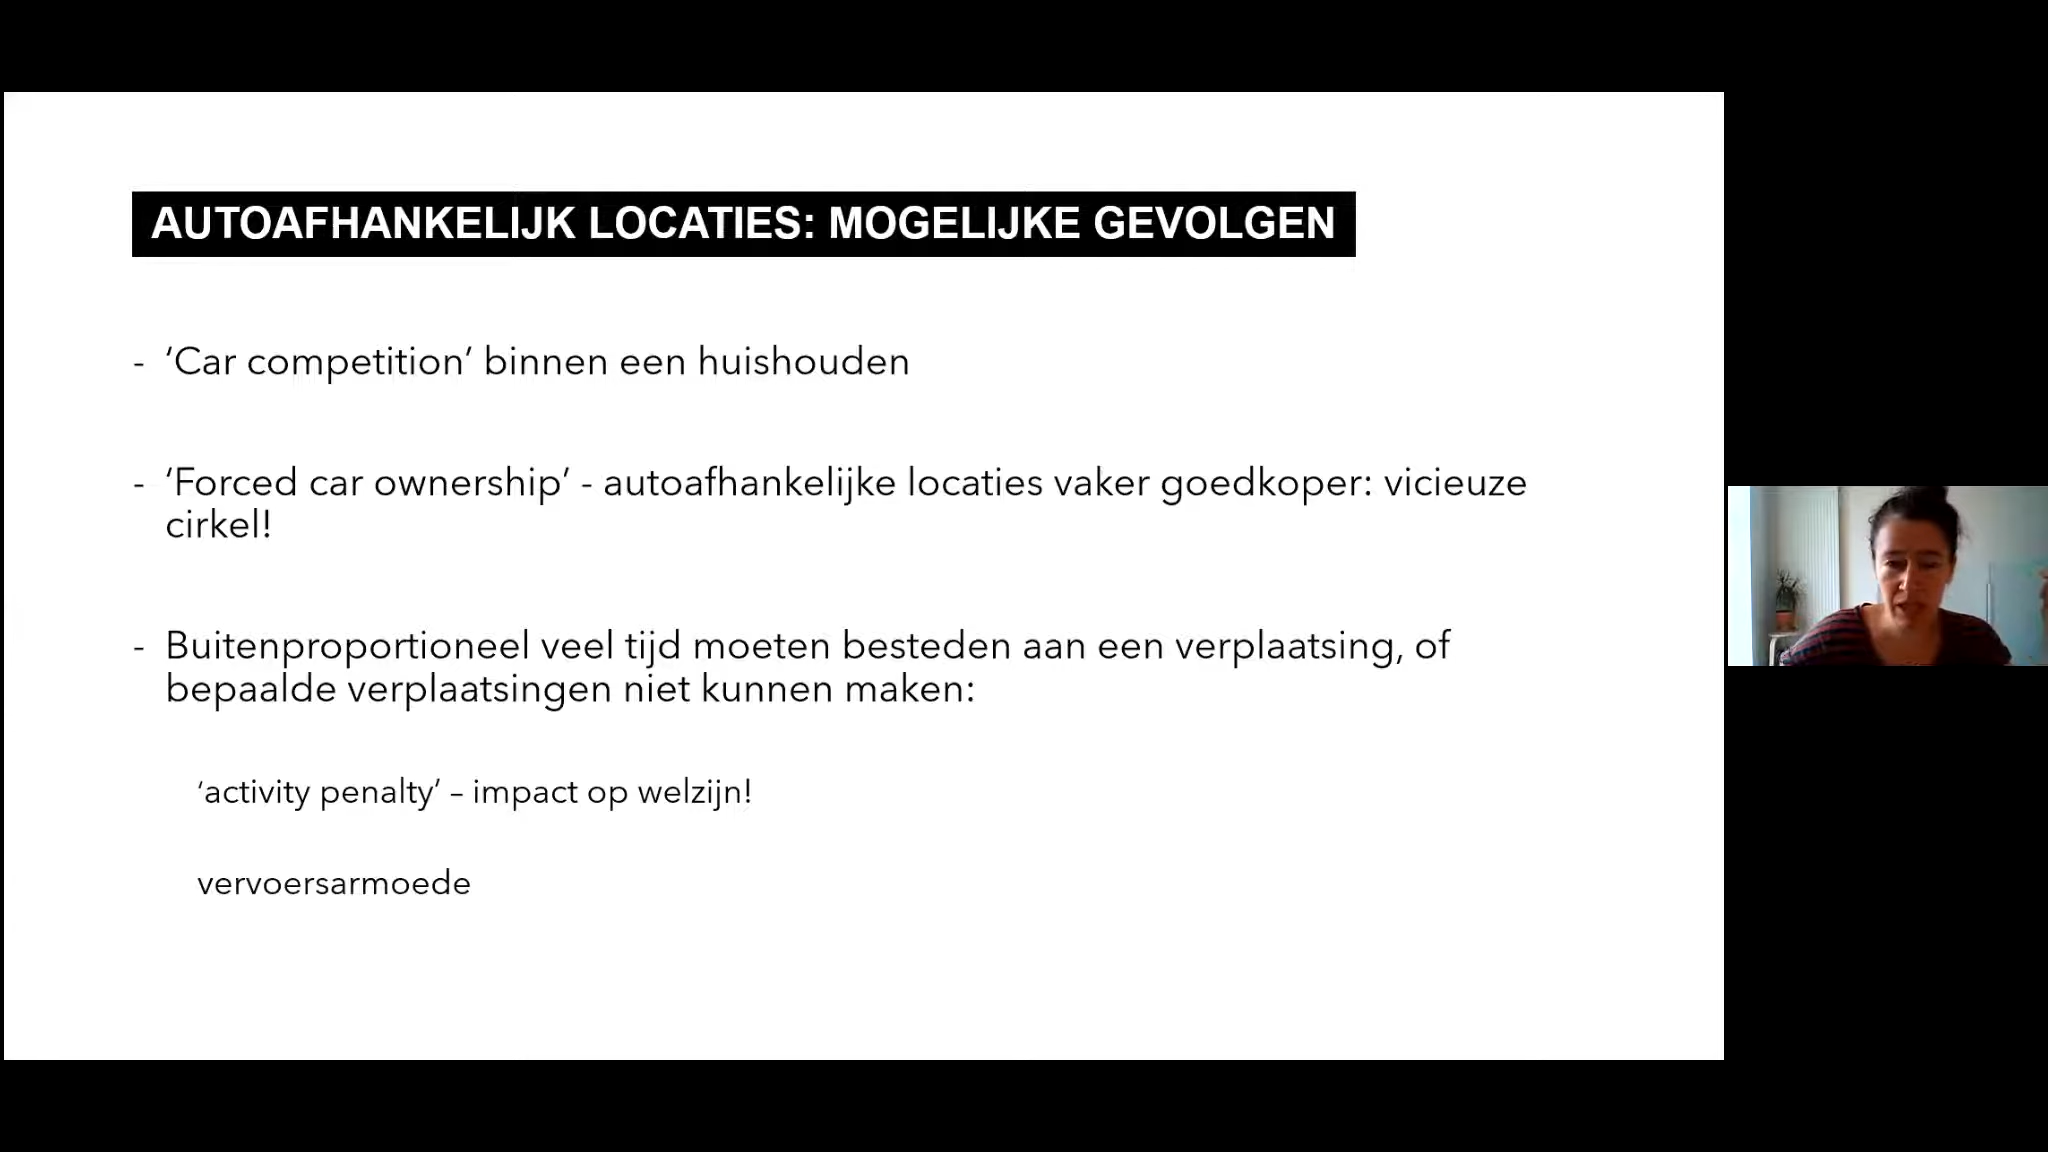 AUTOAFHANKELIJK LOCATIES: MOGELIJKE GEVOLGEN
- ‘Car competition’ binnen een huishouden
- ‘Forced car ownership’ - autoafhankelijke locaties vaker goedkoper: vicieuze
cirkel!
- Buitenproportioneel veel tijd moeten besteden aan een verplaatsing, of
bepaalde verplaatsingen niet kunnen maken:
‘activity penalty’ – impact op welzijn!
vervoersarmoede